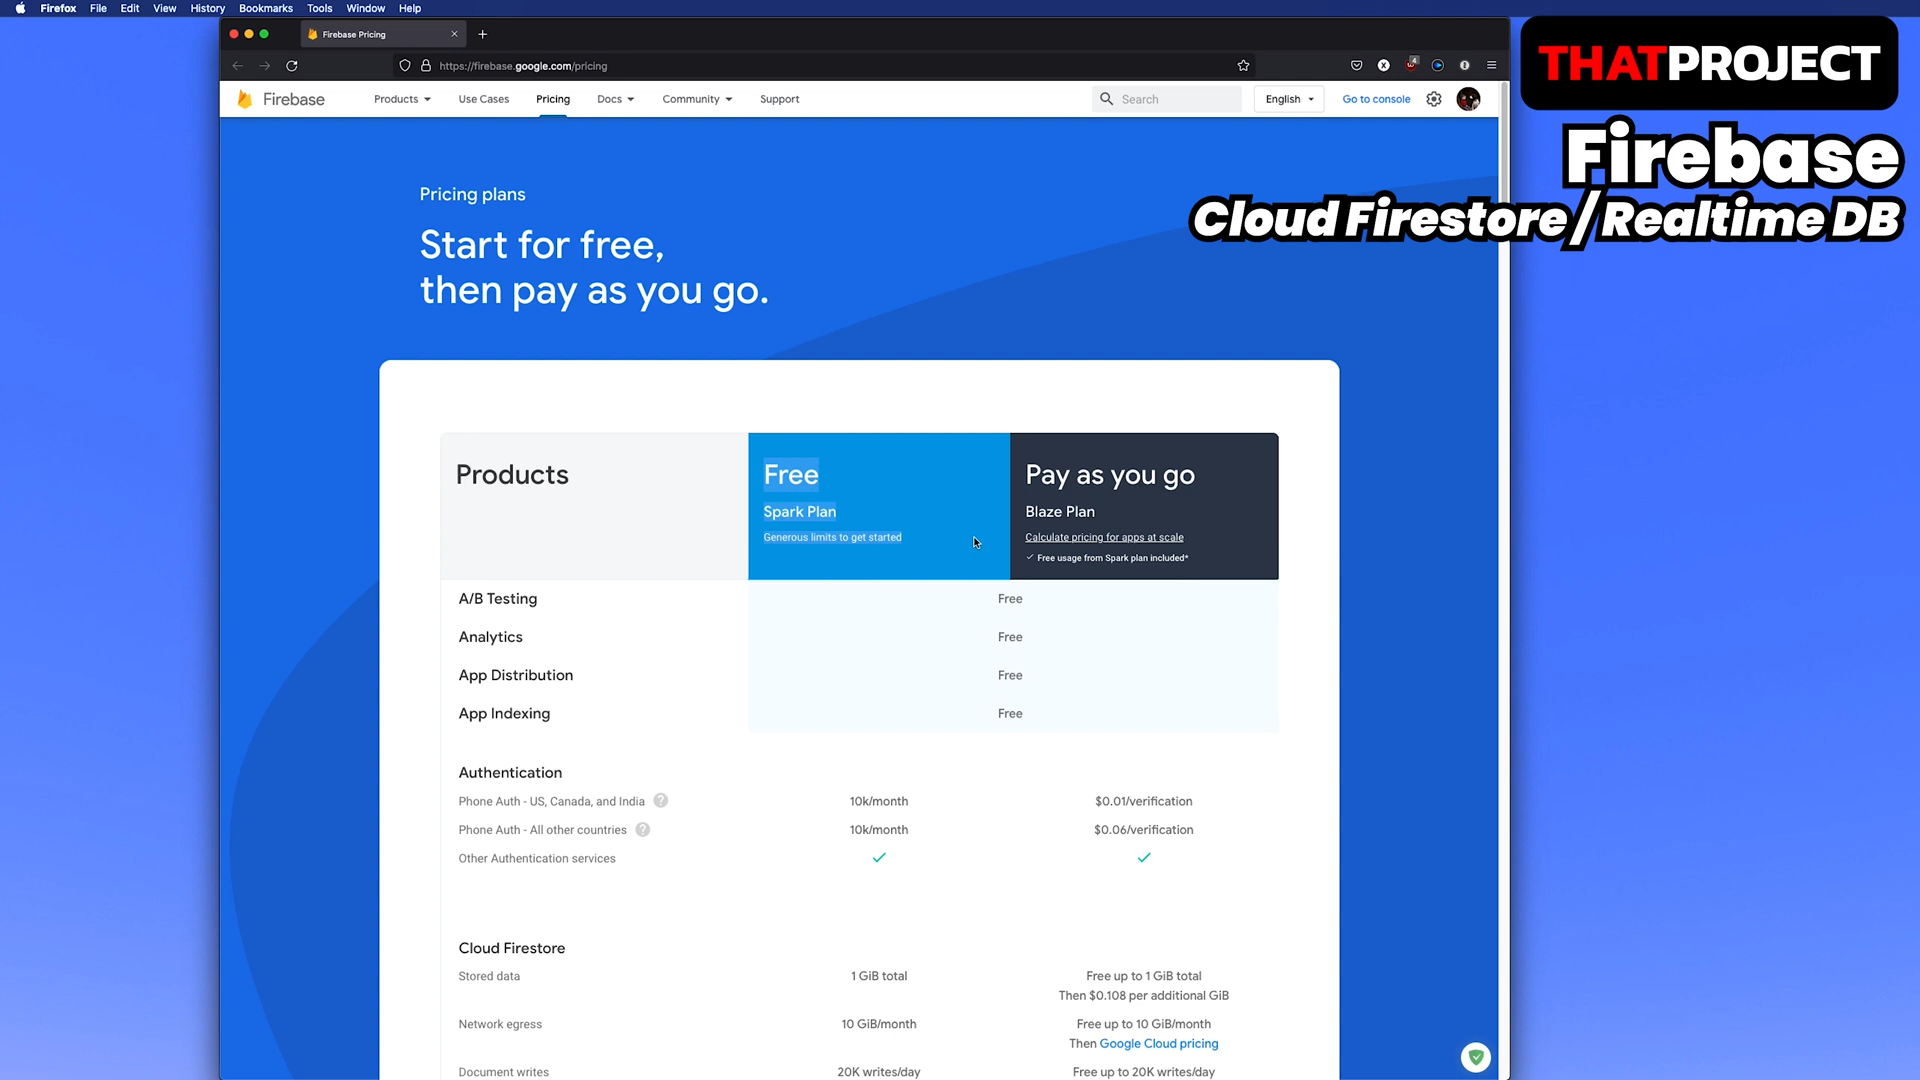 Firefox File Edit View History Bookmarks Tools Window Help
Firebase Pricing
https://firebase.google.com/pricing
4
THATPROJECT
Firebase
Cloud Firestore/Realtime DB
Firebase Products Use Cases Pricing Docs Community Support Search English Go to console
Pricing plans
Start for free,
then pay as you go.
Products
Free
Spark Plan
Generous limits to get started
Pay as you go
Blaze Plan
Calculate pricing for apps at scale
Free usage from Spark plan included*
A/B Testing Free
Analytics Free
App Distribution Free
App Indexing Free
Authentication
Phone Auth - US, Canada, and India ? 10k/month $0.01/verification
Phone Auth - All other countries ? 10k/month $0.06/verification
Other Authentication services
Cloud Firestore
Stored data 1 GiB total Free up to 1 GiB total
Then $0.108 per additional GiB
Network egress 10 GiB/month Free up to 10 GiB/month
Then Google Cloud pricing
Document writes 20K writes/day Free up to 20K writes/day